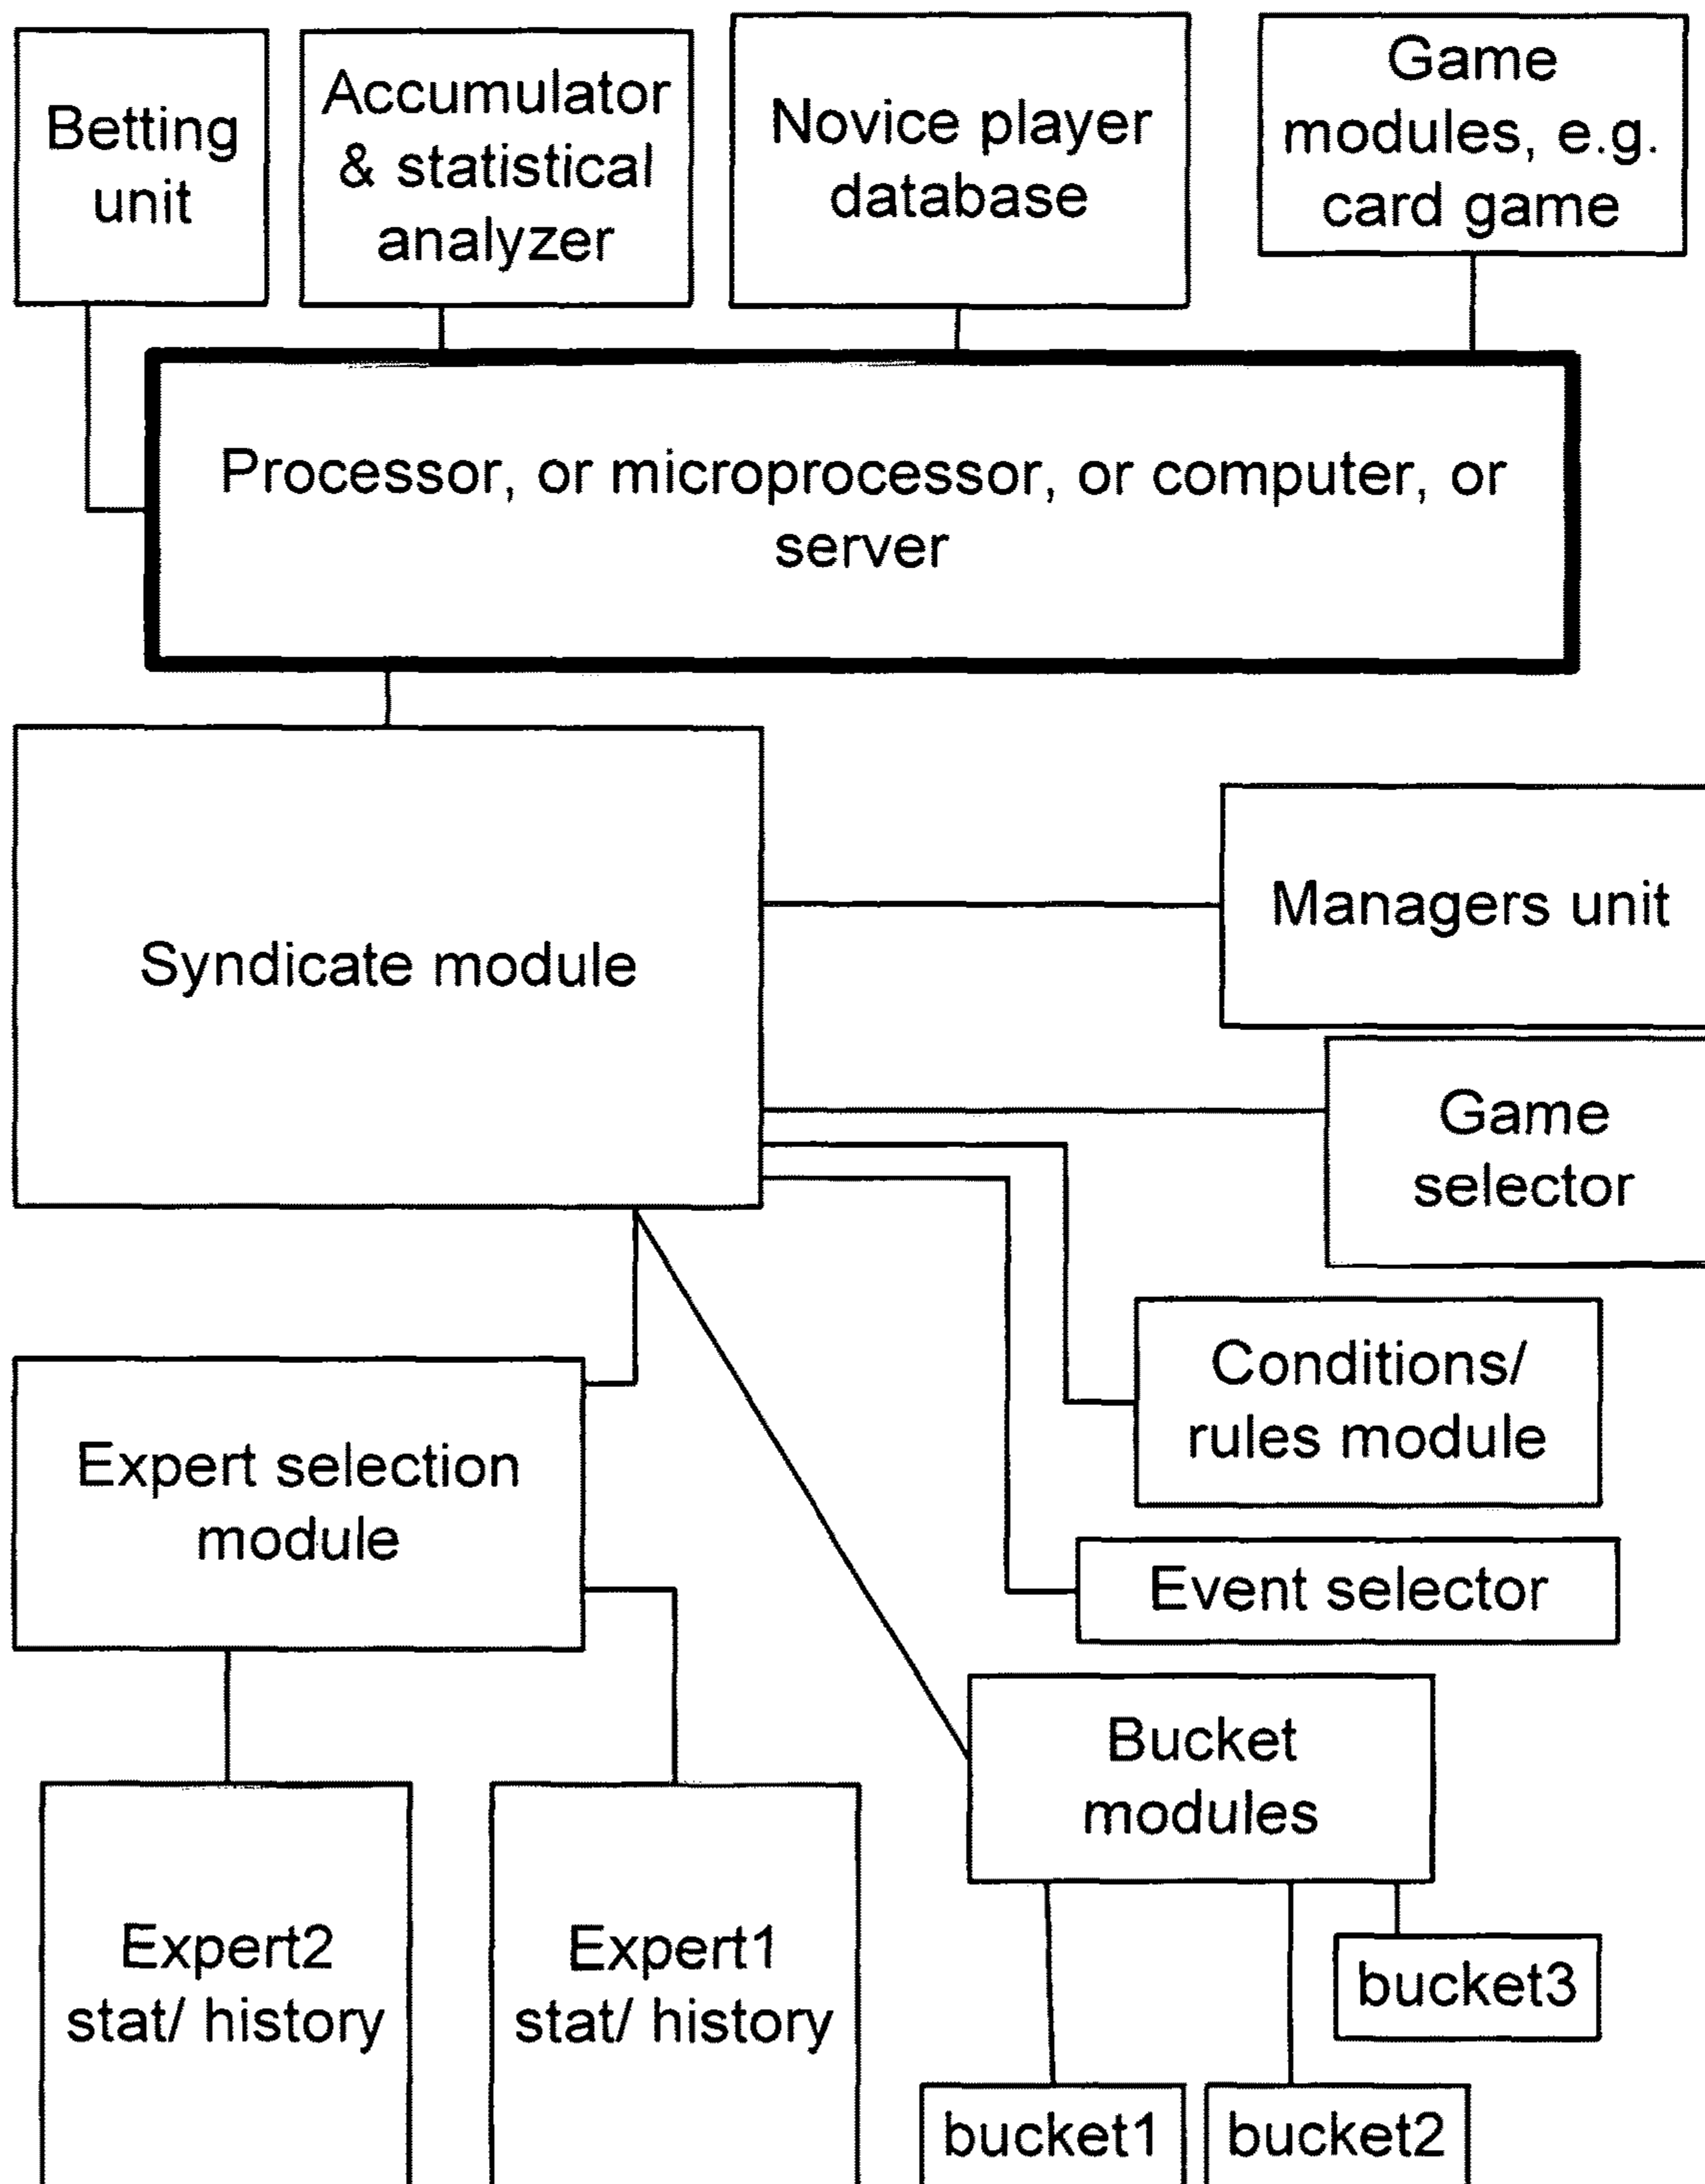 Betting
unit
Accumulator
& statistical
analyzer
Novice player
database
Game
modules, e.g.
card game
Processor, or microprocessor, or computer, or
server
Syndicate module
Managers unit
Game
selector
Conditions/
rules module
Expert selection
module
Event selector
Bucket
modules
Expert2
stat/ history
Expert1
stat/ history
bucket3
bucket1
bucket2